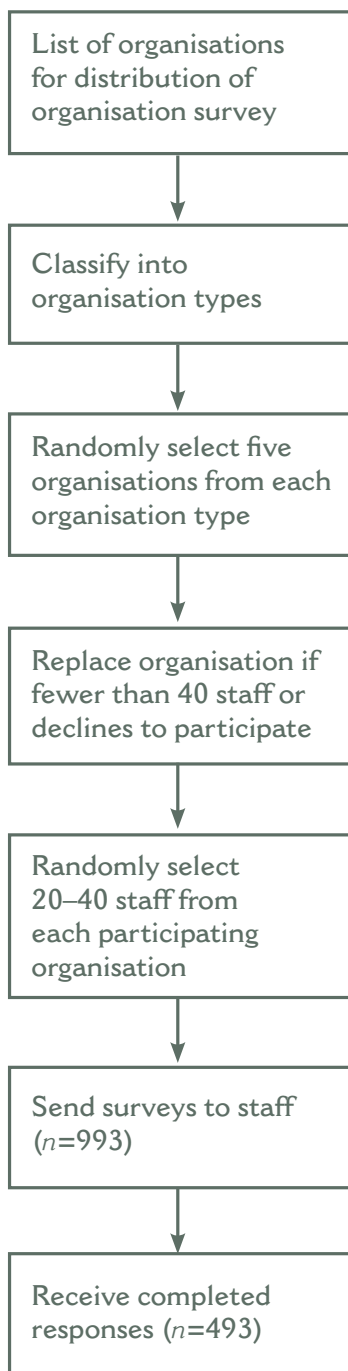 List of organisations
for distribution of
organisation survey
Classify into
organisation types
Randomly select five
organisations from each
organisation type
Replace organisation if
fewer than 40 staff or
declines to participate
Randomly select
20–40 staff from
each participating
organisation
Send surveys to staff
(n=993)
Receive completed
responses (n=493)